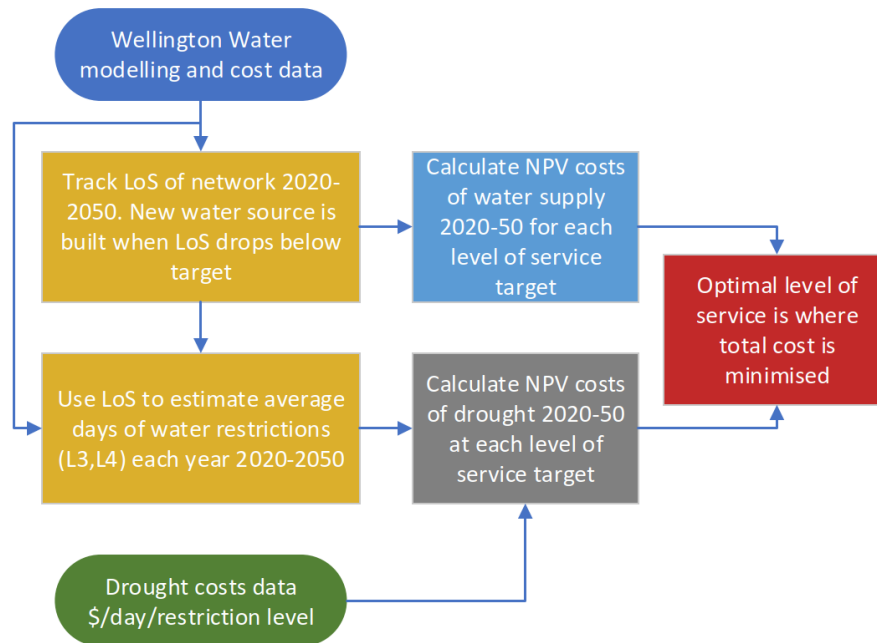 Wellington Water
modelling and cost data
Track LoS of network 2020-
2050. New water source is
built when LoS drops below
target
Calculate NPV costs
of water supply
2020-50 for each
level of service
target
Optimal level of
service is where
total cost is
minimised
Use LoS to estimate average
days of water restrictions
(L3,L4) each year 2020-2050
Calculate NPV costs
of drought 2020-50
at each level of
service target
Drought costs data
$/day/restriction level